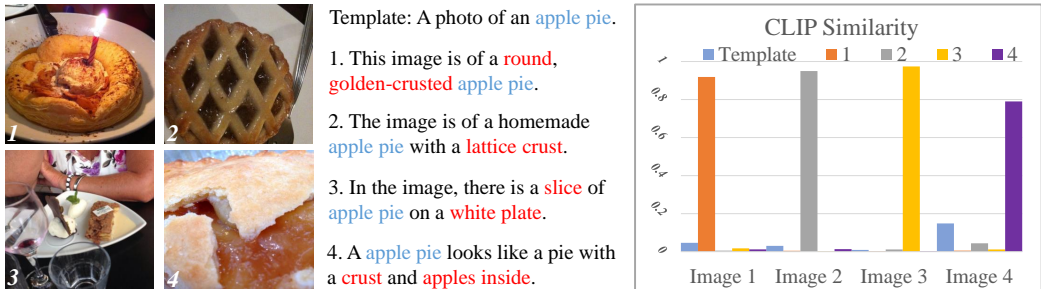 1
2
3
4
Template: A photo of an apple pie.
1. This image is of a round,
golden-crusted apple pie.
2. The image is of a homemade
apple pie with a lattice crust.
3. In the image, there is a slice of
apple pie on a white plate.
4. A apple pie looks like a pie with
a crust and apples inside.
CLIP Similarity
Template 1 2 3 4
1
0.8
0.6
0.4
0.2
0
Image 1 Image 2 Image 3 Image 4